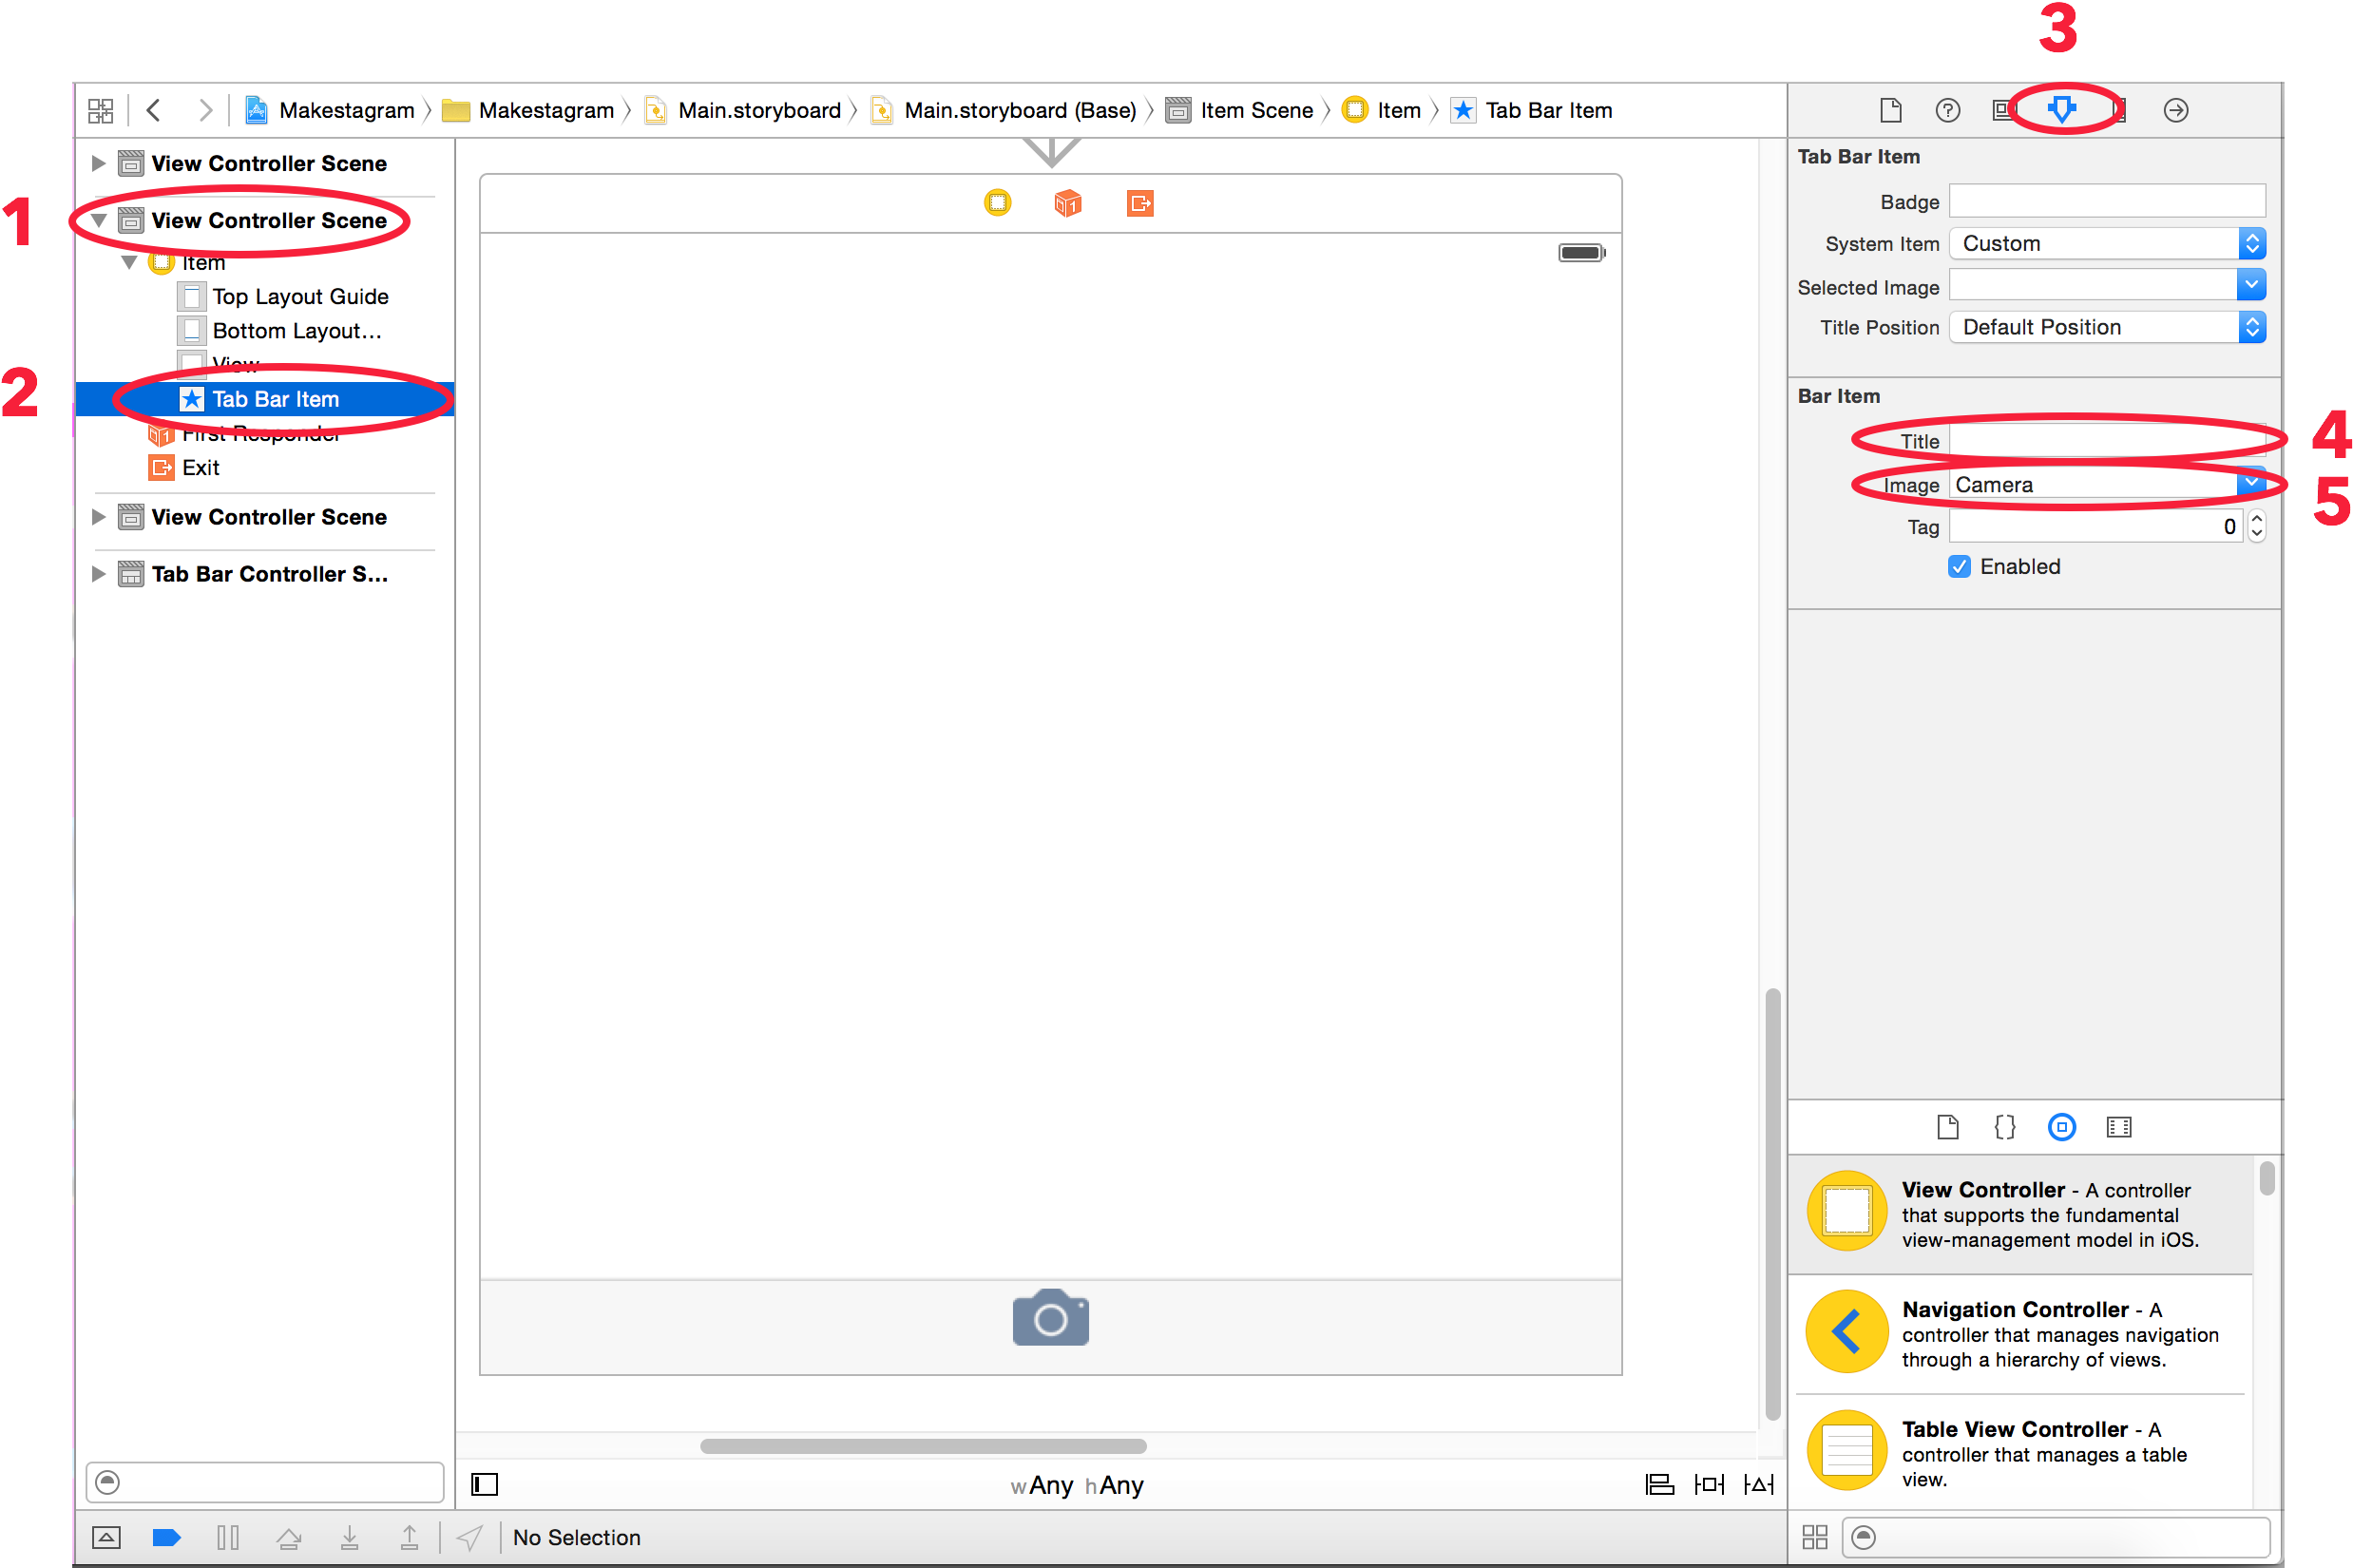 3
Makestagram
Makestagram
Main.storyboard
Main.storyboard (Base)
Item Scene
Item
Tab Bar Item
1
2
View Controller Scene
View Controller Scene
Item
Top Layout Guide
Bottom Layout...
View
Tab Bar Item
First Responder
Exit
View Controller Scene
Tab Bar Controller S...
Tab Bar Item
Badge
System Item Custom
Selected Image
Title Position Default Position
Bar Item
Title
4
Image Camera
5
Tag 0
Enabled
View Controller - A controller
that supports the fundamental
view-management model in iOS.
Navigation Controller - A
controller that manages navigation
through a hierarchy of views.
Table View Controller - A
controller that manages a table
view.
wAny hAny
No Selection